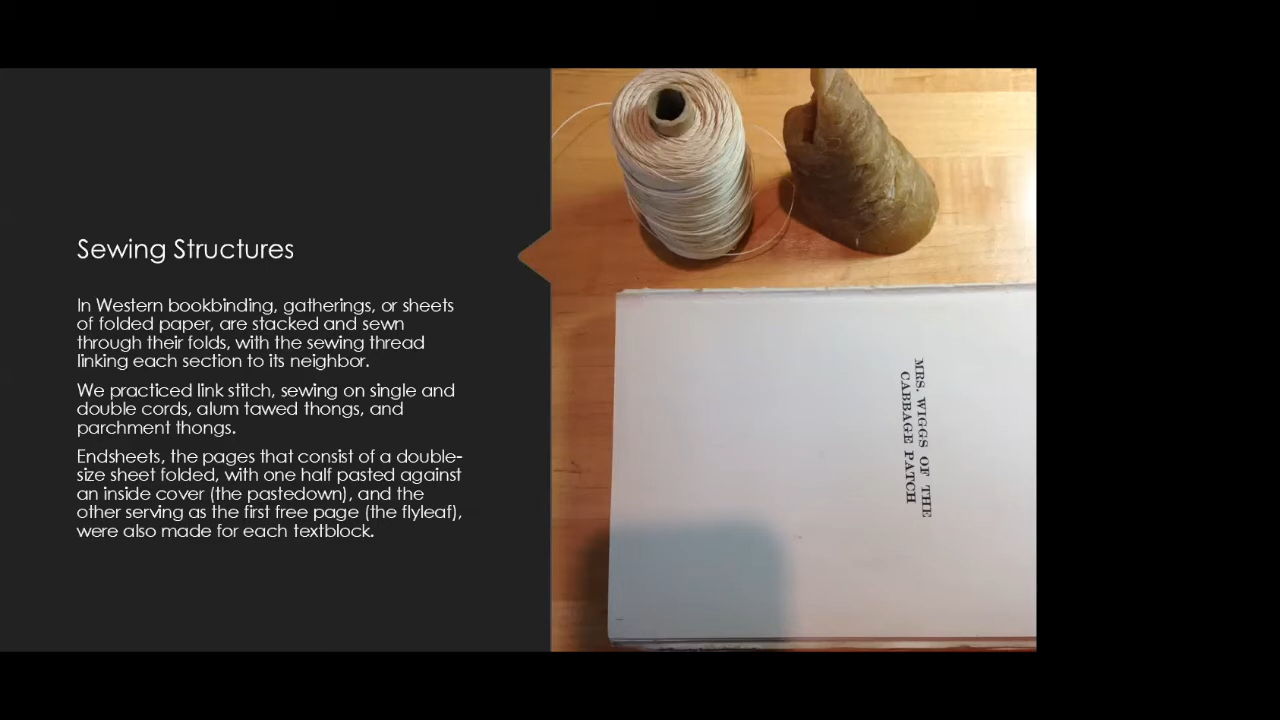 Sewing Structures
In Western bookbinding, gatherings, or sheets
of folded paper, are stacked and sewn
through their folds, with the sewing thread
linking each section to its neighbor.
We practiced link stitch, sewing on single and
double cords, alum tawed thongs, and
parchment thongs.
Endsheets, the pages that consist of a double-
size sheet folded, with one half pasted against
an inside cover (the pastedown), and the
other serving as the first free page (the flyleaf),
were also made for each textblock.
MRS. WIGGS OF THE
CABBAGE PATCH